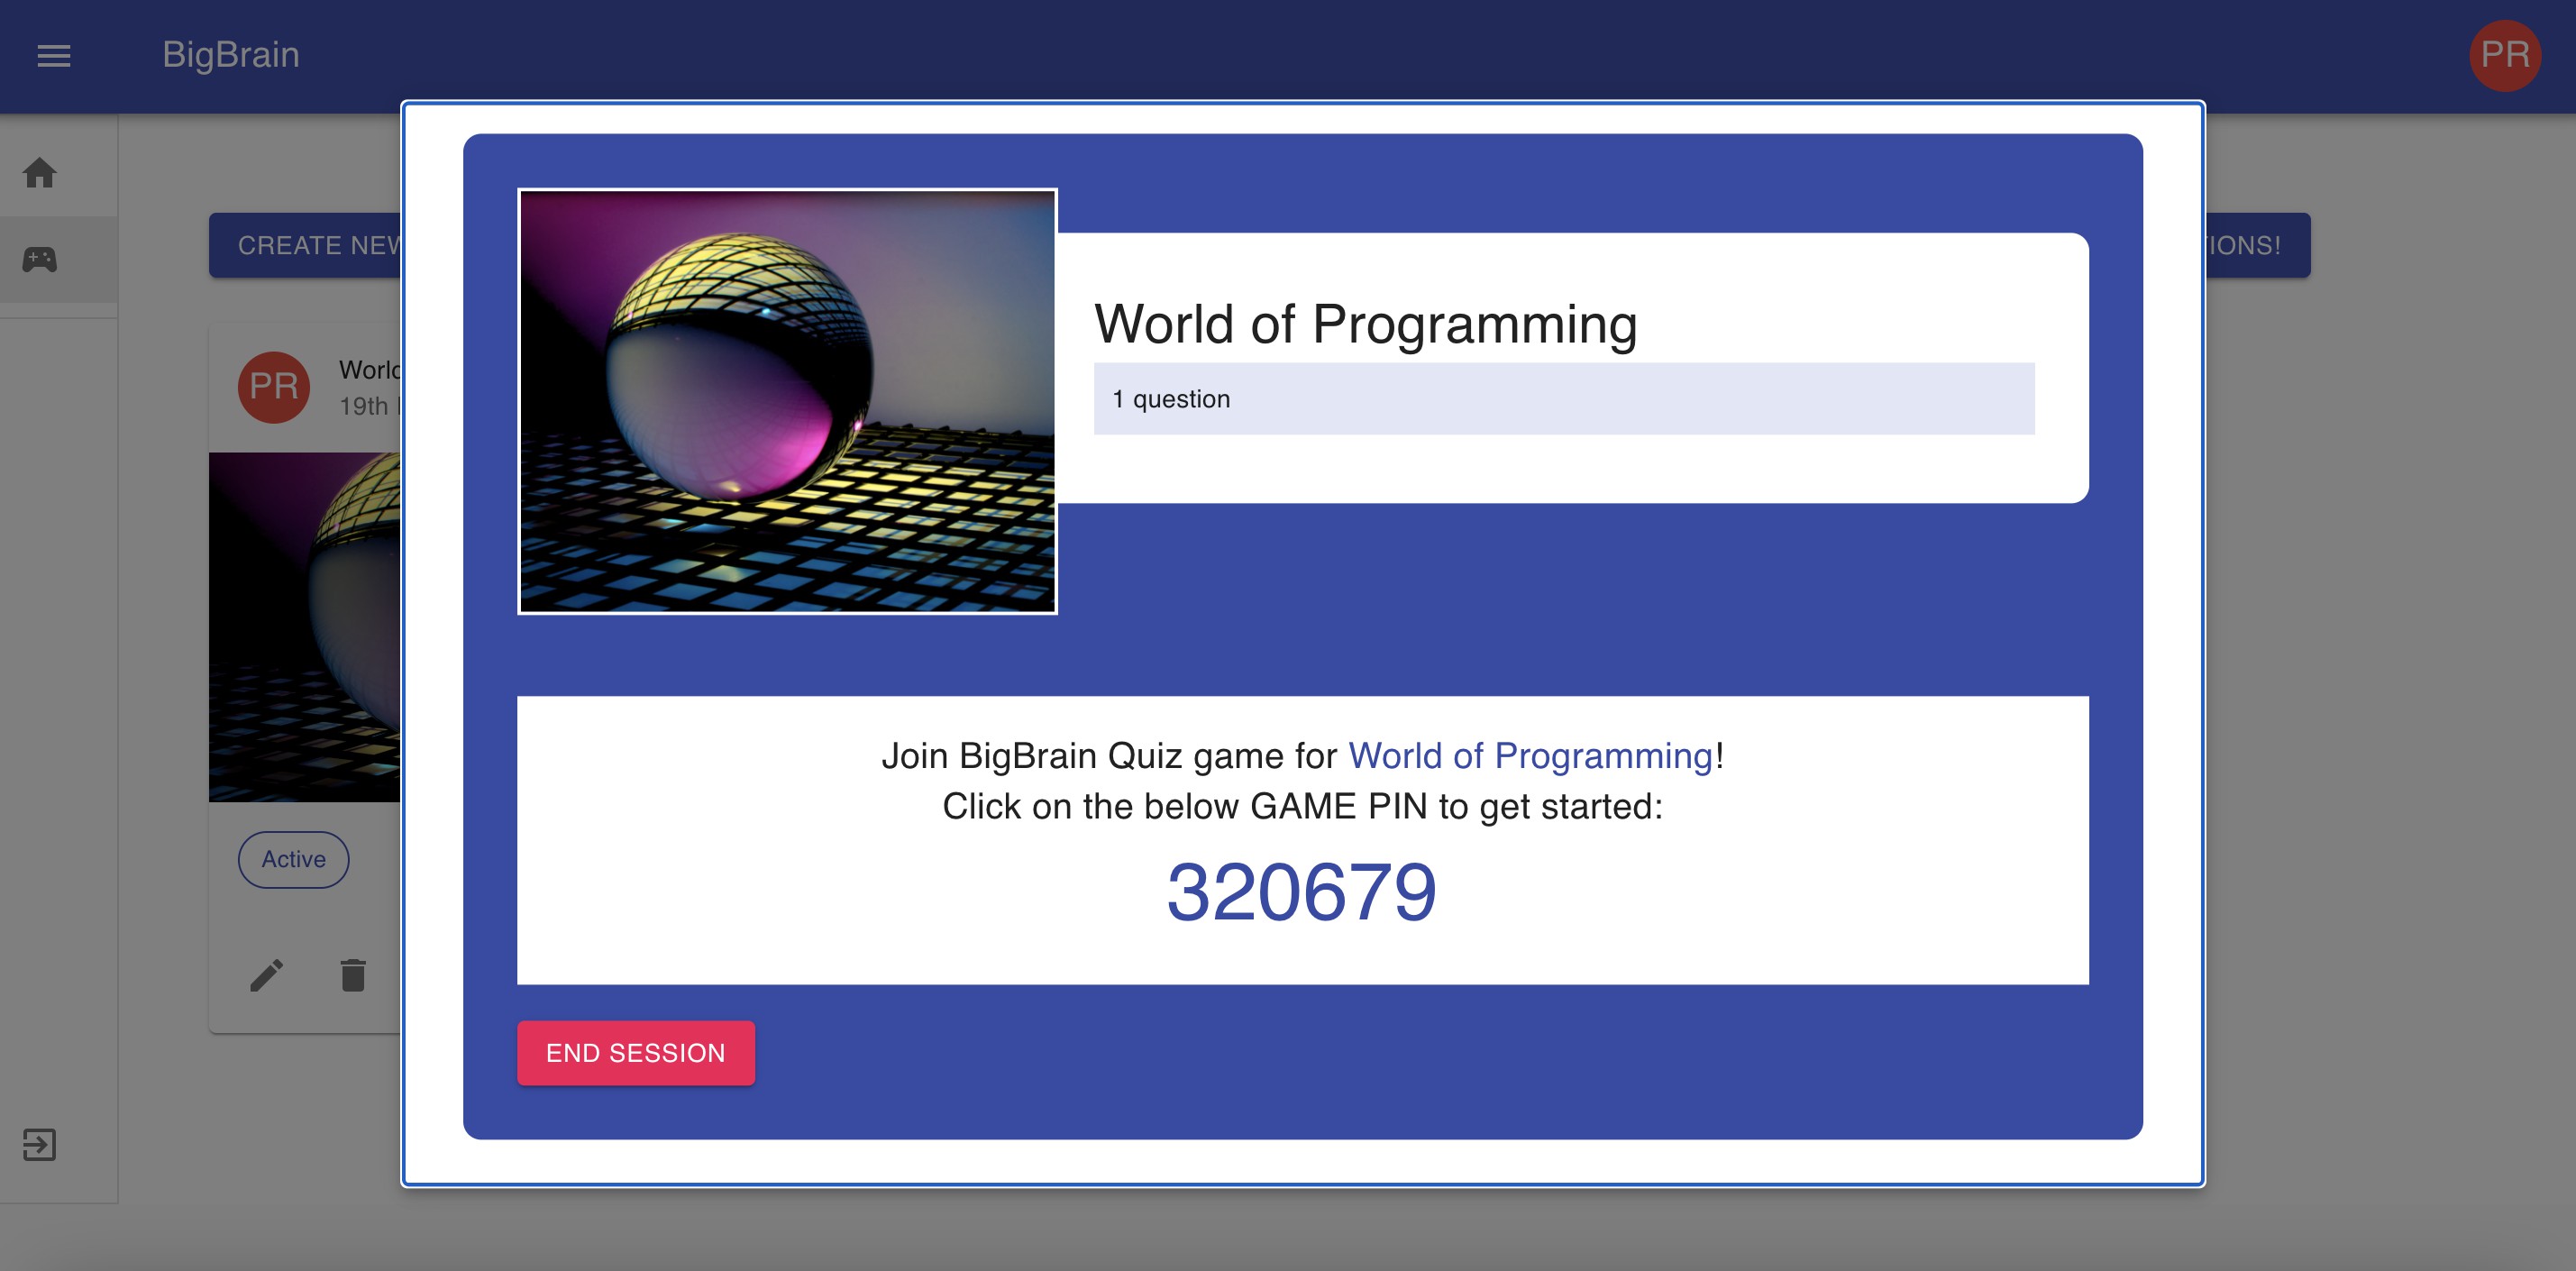 BigBrain
PR
CREATE NEW
TIONS!
PR
World
19th
Active
World of Programming
1 question
Join BigBrain Quiz game for World of Programming!
Click on the below GAME PIN to get started:
320679
END SESSION